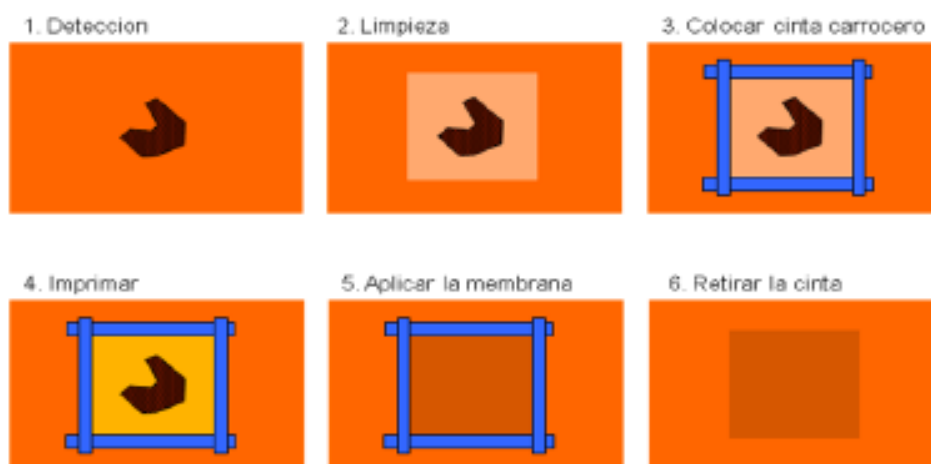 1. Deteccion
2. Limpieza
3. Colocar cinta carrocero
4. Imprimar
5. Aplicar la membrana
6. Retirar la cinta